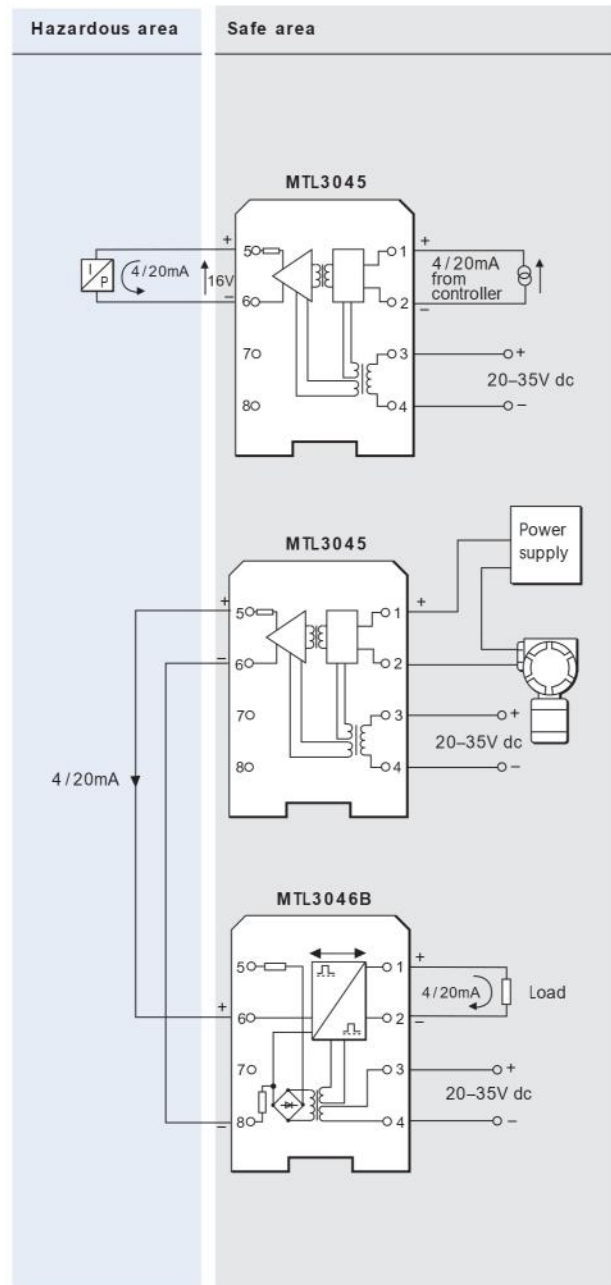 Hazardous area
Safe area
MTL3045
+
5
1
+
I
P
4/20mA
16V
4/20mA
from
controller
−
6
2
−
7
3
+
20–35V dc
8
4
−
MTL3045
Power
supply
+
5
1
+
−
6
2
7
3
+
20–35V dc
8
4
−
4/20mA
MTL3046B
5
1
+
4/20mA
Load
+
6
2
−
7
3
+
20–35V dc
−
8
4
−